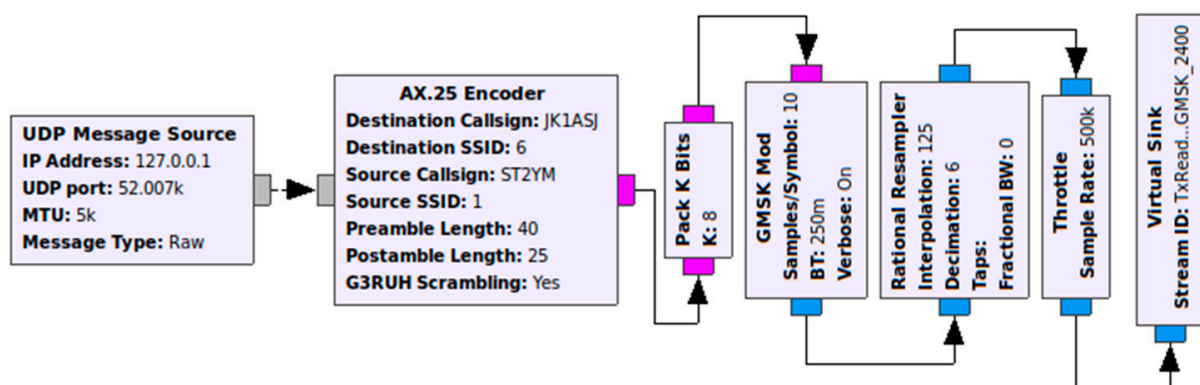 UDP Message Source
IP Address: 127.0.0.1
UDP port: 52.007k
MTU: 5k
Message Type: Raw
AX.25 Encoder
Destination Callsign: JK1ASJ
Destination SSID: 6
Source Callsign: ST2YM
Source SSID: 1
Preamble Length: 40
Postamble Length: 25
G3RUH Scrambling: Yes
Pack K Bits
K: 8
GMSK Mod
Samples/Symbol: 10
BT: 250m
Verbose: On
Rational Resampler
Interpolation: 125
Decimation: 6
Taps:
Fractional BW: 0
Throttle
Sample Rate: 500k
Virtual Sink
Stream ID: TxRead...GMSK_2400